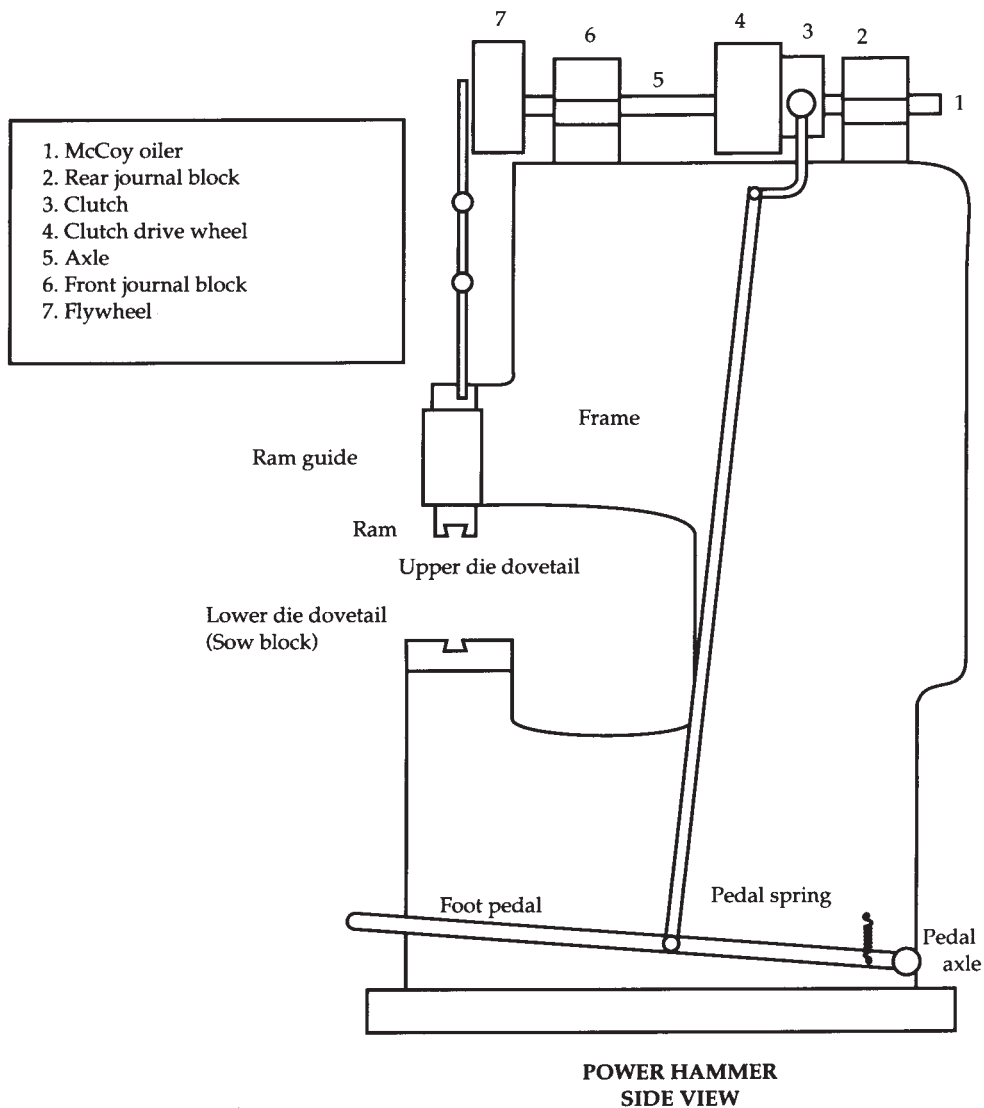 7
6
5
4
3
2
1
1. McCoy oiler
2. Rear journal block
3. Clutch
4. Clutch drive wheel
5. Axle
6. Front journal block
7. Flywheel
Frame
Ram guide
Ram
Upper die dovetail
Lower die dovetail
(Sow block)
Foot pedal
Pedal spring
Pedal
axle
POWER HAMMER
SIDE VIEW